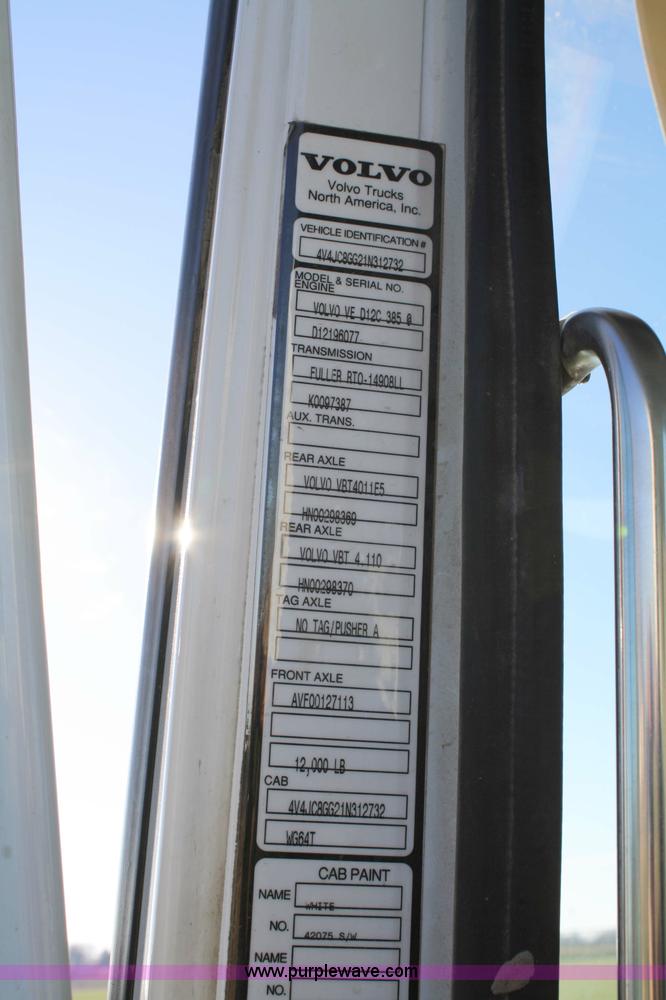 VOLVO
Volvo Trucks
North America, Inc.
VEHICLE IDENTIFICATION #
4V4JC8GG21N312732
MODEL & SERIAL NO.
ENGINE
VOLVO VE D12C 385 @
D12196077
TRANSMISSION
FULLER RTO-14908LL
K0097387
AUX. TRANS.
REAR AXLE
VOLVO VBT4011E5
HN00298369
REAR AXLE
VOLVO VBT 4.110
HN00298370
TAG AXLE
NO TAG/PUSHER A
FRONT AXLE
AVF00127113
12,000 LB
CAB
4V4JC8GG21N312732
WG64T
CAB PAINT
NAME WHITE
NO. 42075 S/W
NAME
NO.
www.purplewave.com